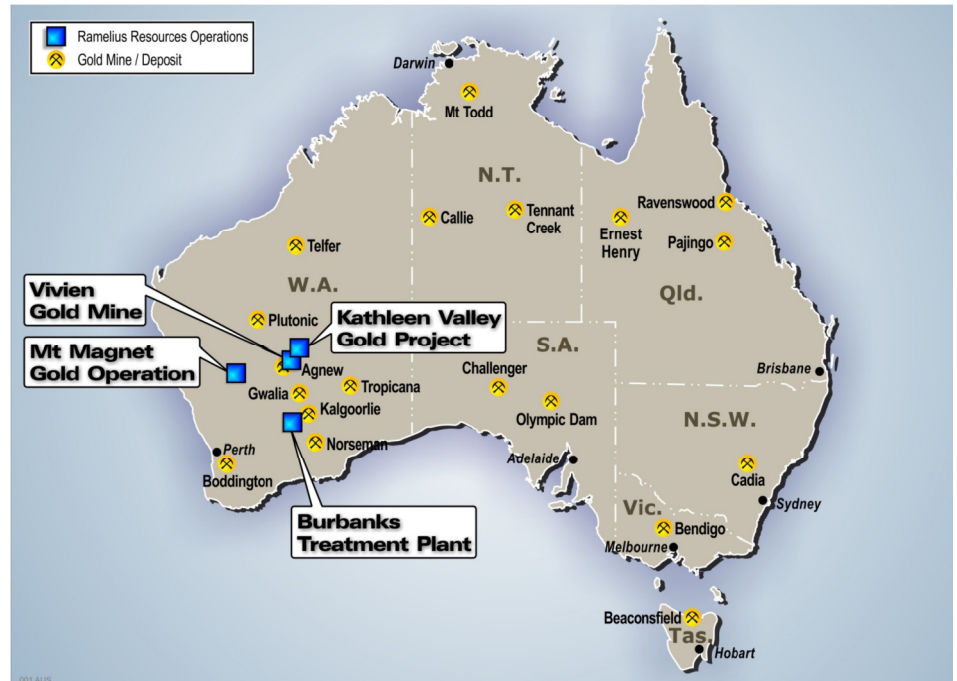 Ramelius Resources Operations
Gold Mine / Deposit
Darwin
Mt Todd
N.T.
Callie
Tennant
Creek
Ernest
Henry
Ravenswood
Pajingo
Qld.
Telfer
W.A.
Vivien
Gold Mine
Plutonic
Kathleen Valley
Gold Project
Mt Magnet
Gold Operation
Agnew
Gwalia
Tropicana
Kalgoorlie
Norseman
Perth
Boddington
Burbanks
Treatment Plant
S.A.
Challenger
Olympic Dam
Adelaide
Brisbane
N.S.W.
Cadia
Sydney
Vic.
Bendigo
Melbourne
Beaconsfield
Tas.
Hobart